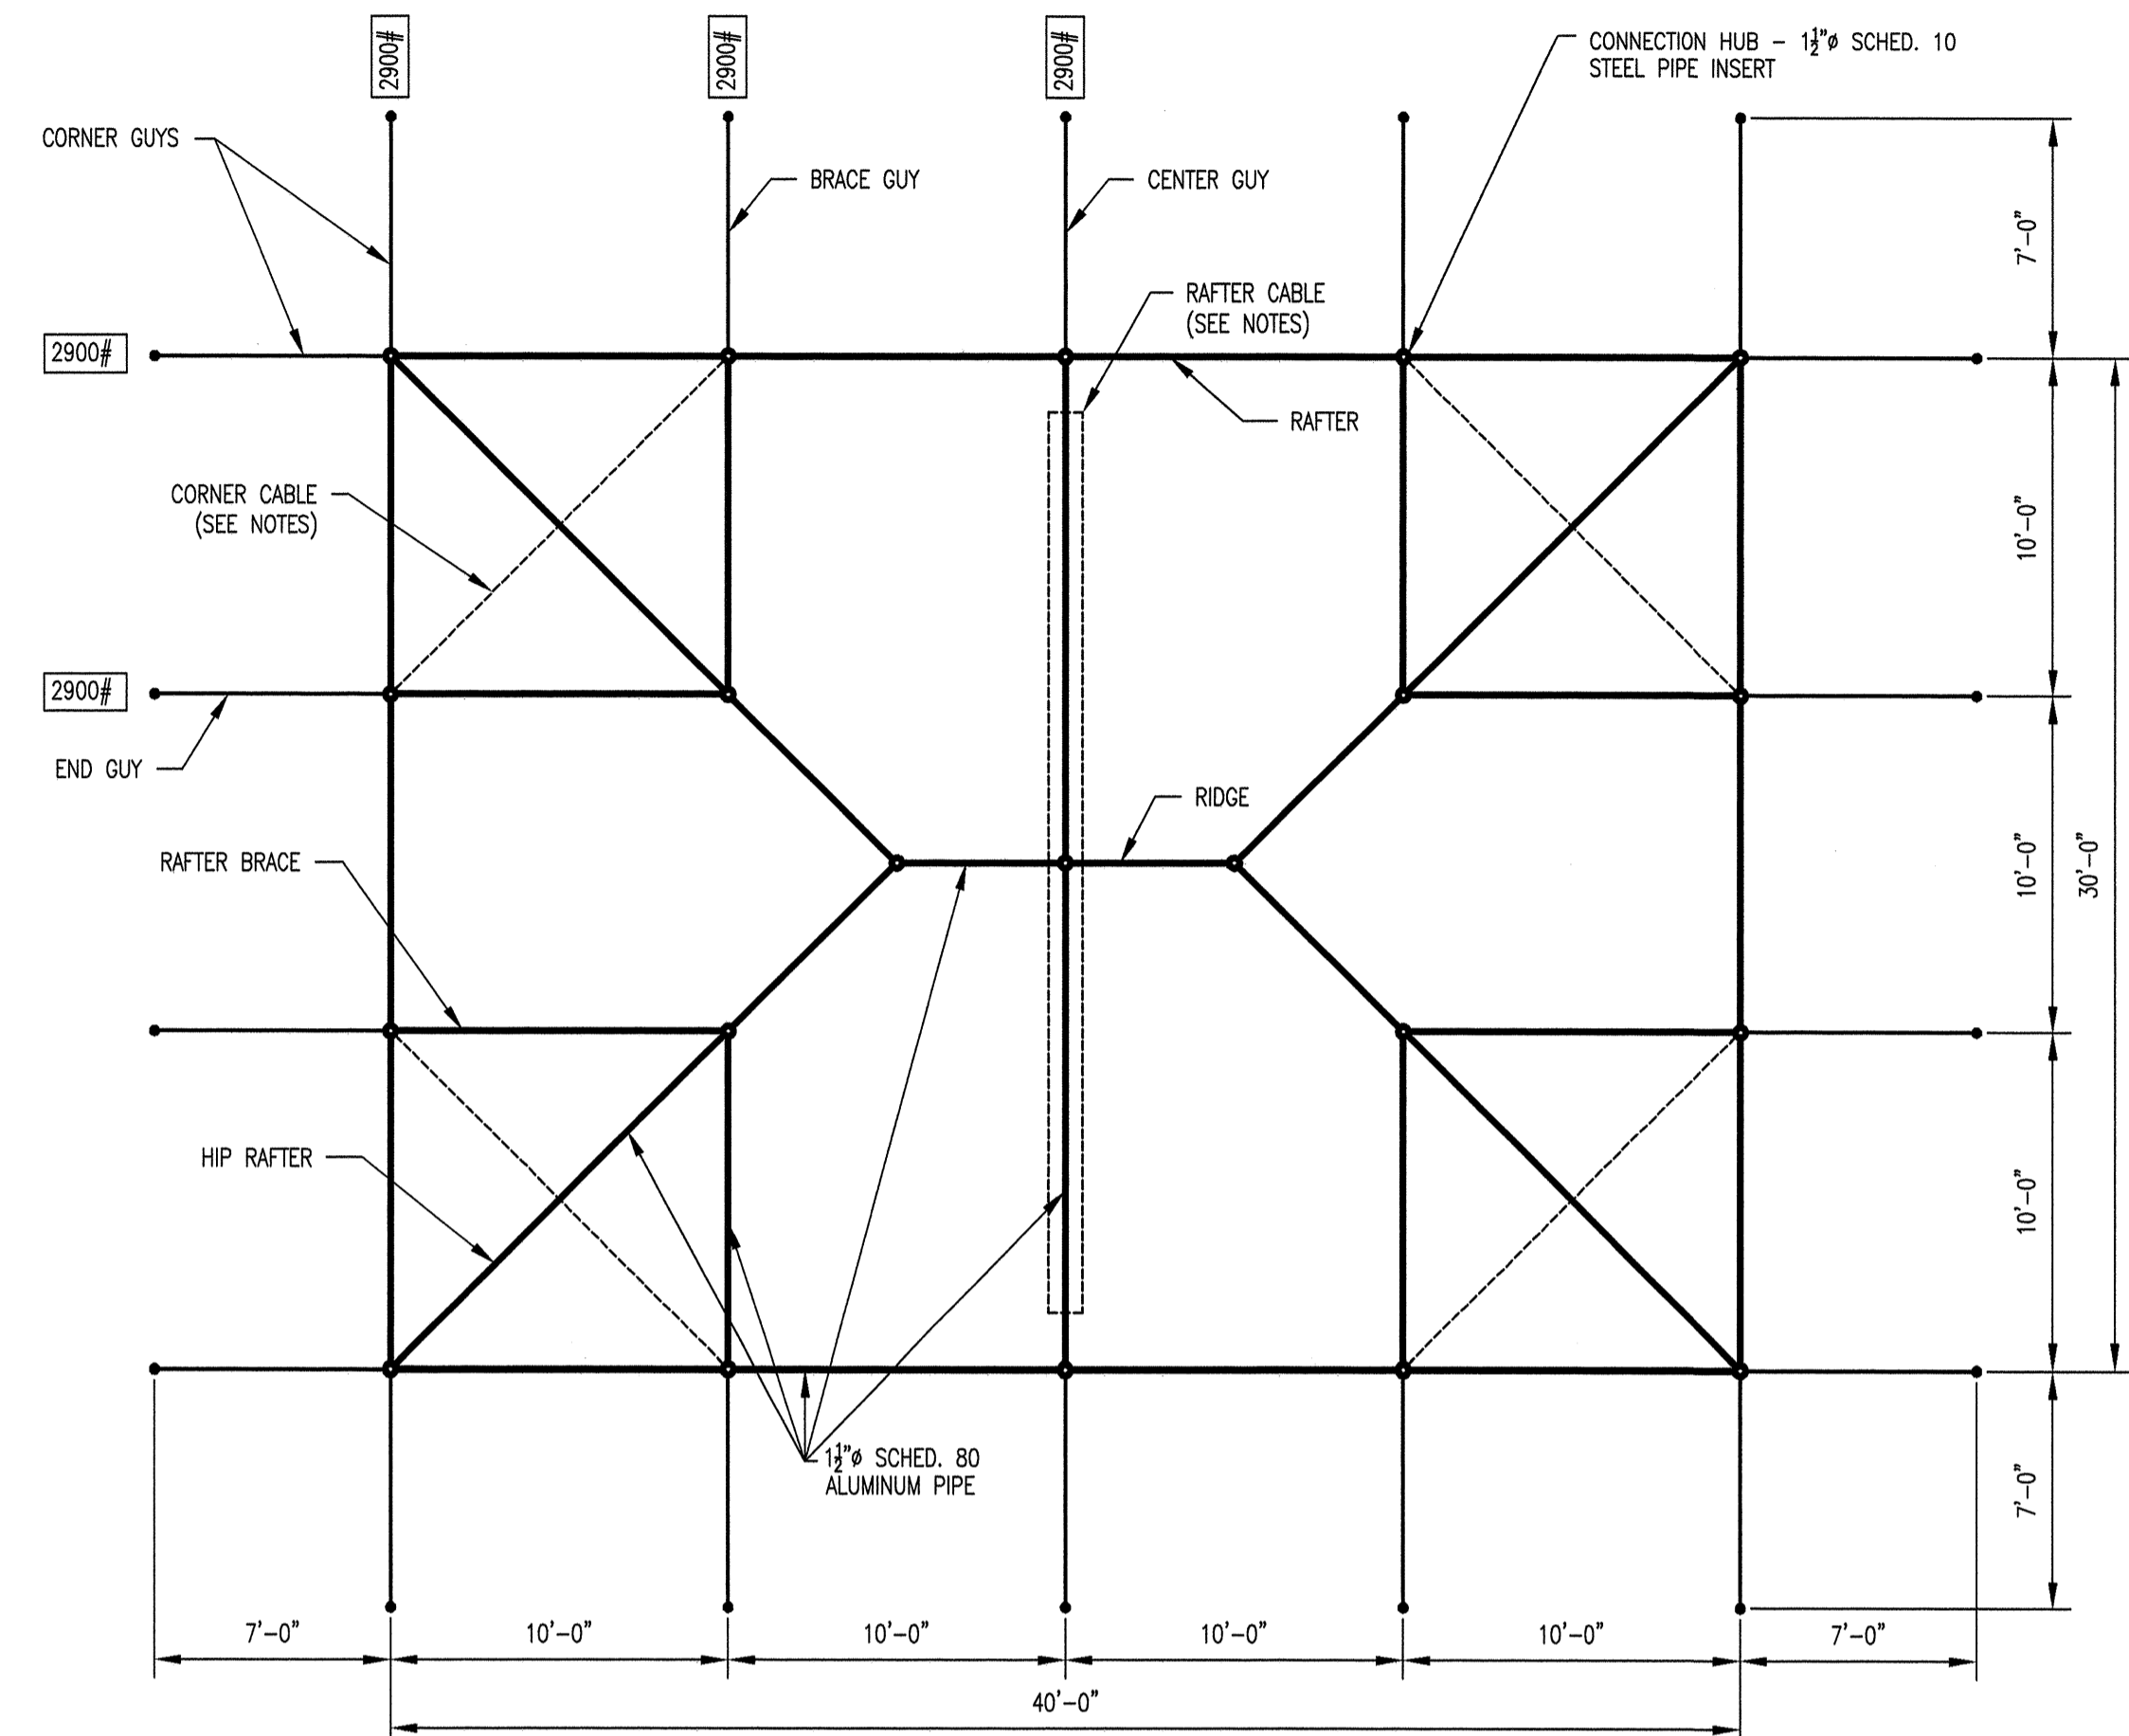 2900#
2900#
2900#
CONNECTION HUB - 1½"ø SCHED. 10
STEEL PIPE INSERT
CORNER GUYS
BRACE GUY
CENTER GUY
7'-0"
RAFTER CABLE
(SEE NOTES)
2900#
RAFTER
CORNER CABLE
(SEE NOTES)
10'-0"
2900#
END GUY
RIDGE
RAFTER BRACE
10'-0"
30'-0"
HIP RAFTER
10'-0"
1½"ø SCHED. 80
ALUMINUM PIPE
7'-0"
7'-0"
10'-0"
10'-0"
10'-0"
10'-0"
7'-0"
40'-0"